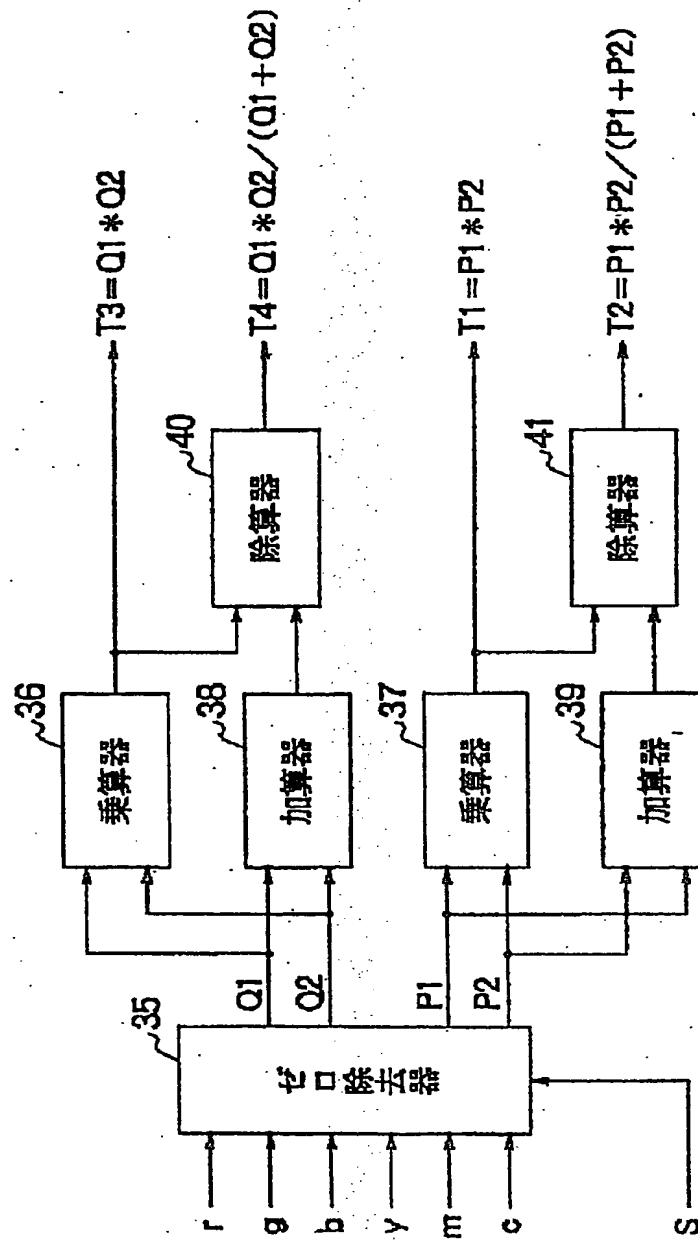 r
g
b
y
m
c
S
35
ゼロ除去器
Q1
Q2
P1
P2
36
乗算器
38
加算器
37
乗算器
39
加算器
40
除算器
41
除算器
T3=Q1*Q2
T4=Q1*Q2/(Q1+Q2)
T1=P1*P2
T2=P1*P2/(P1+P2)